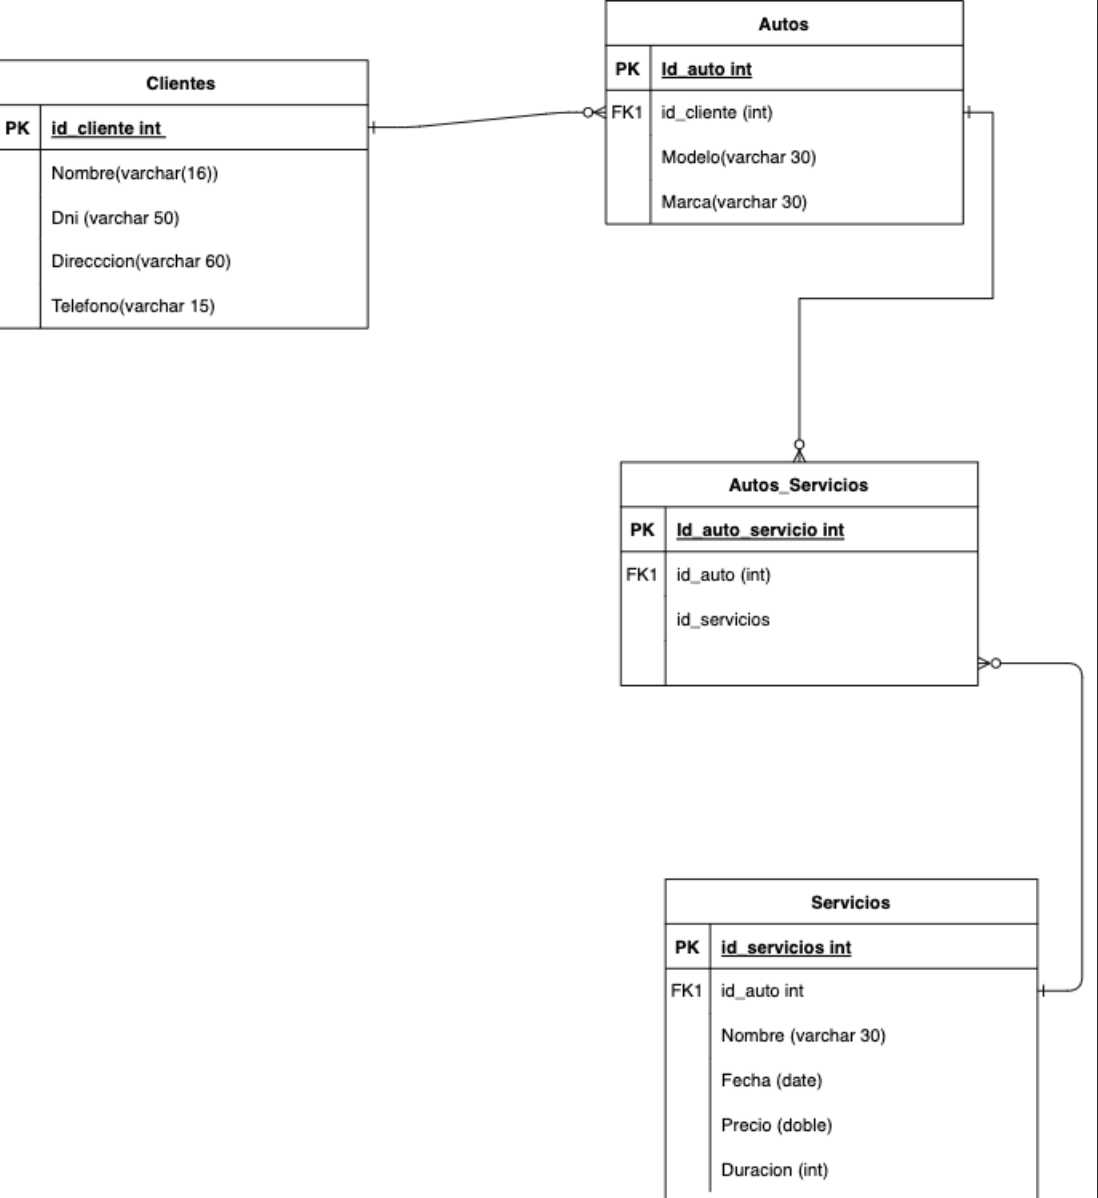 Clientes
PK id_cliente int
Nombre(varchar(16))
Dni (varchar 50)
Direcccion(varchar 60)
Telefono(varchar 15)
Autos
PK Id_auto int
FK1 id_cliente (int)
Modelo(varchar 30)
Marca(varchar 30)
Autos_Servicios
PK Id_auto_servicio int
FK1 id_auto (int)
id_servicios
Servicios
PK id_servicios int
FK1 id_auto int
Nombre (varchar 30)
Fecha (date)
Precio (doble)
Duracion (int)